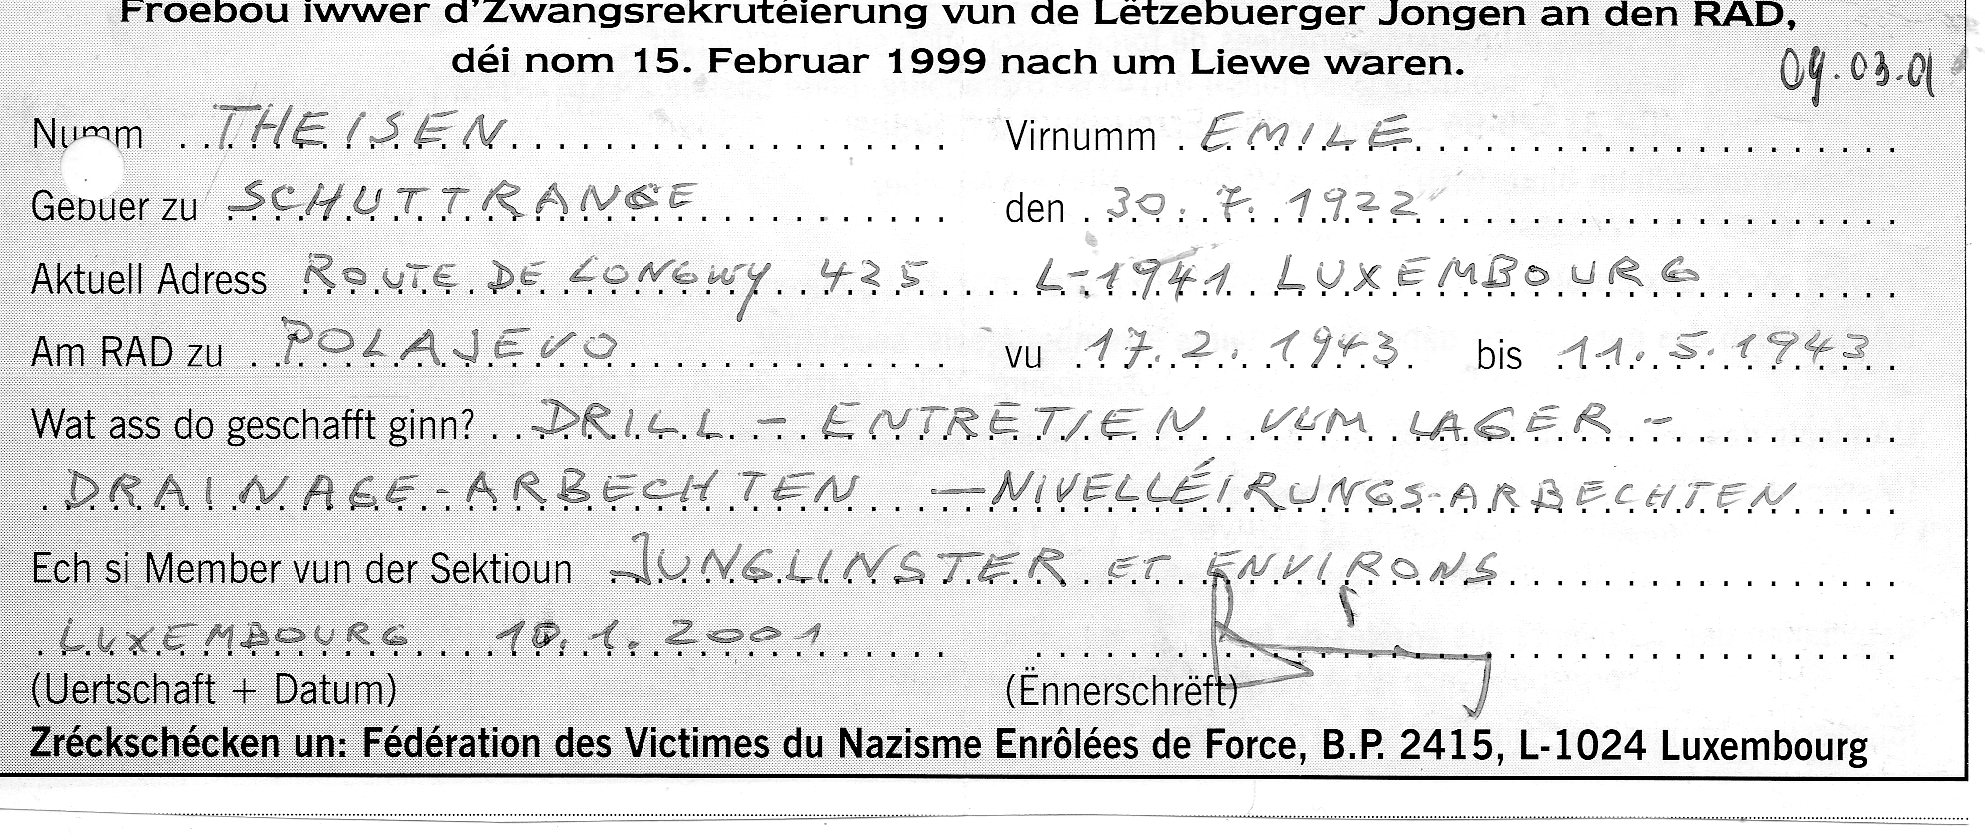 Froebou iwwer d'Zwangsrekrutéierung vun de Lëtzebuerger Jongen an den RAD,
déi nom 15. Februar 1999 nach um Liewe waren.
09.03.01
Numm THEISEN Virnumm EMILE
Gebuer zu SCHUTTRANGE den 30.7.1922
Aktuell Adress ROUTE DE LONGWY 425 L-1941 LUXEMBOURG
Am RAD zu POLAJEVO vu 17.2.1943 bis 11.5.1943
Wat ass do geschafft ginn? DRILL - ENTRETIEN VUM LAGER -
DRAINAGE-ARBECHTEN - NIVELLÉIRUNGS-ARBECHTEN
Ech si Member vun der Sektioun JUNGLINSTER ET ENVIRONS
LUXEMBOURG 10.1.2001
(Uertschaft + Datum) (Ënnerschrëft)
Zréckschécken un: Fédération des Victimes du Nazisme Enrôlées de Force, B.P. 2415, L-1024 Luxembourg